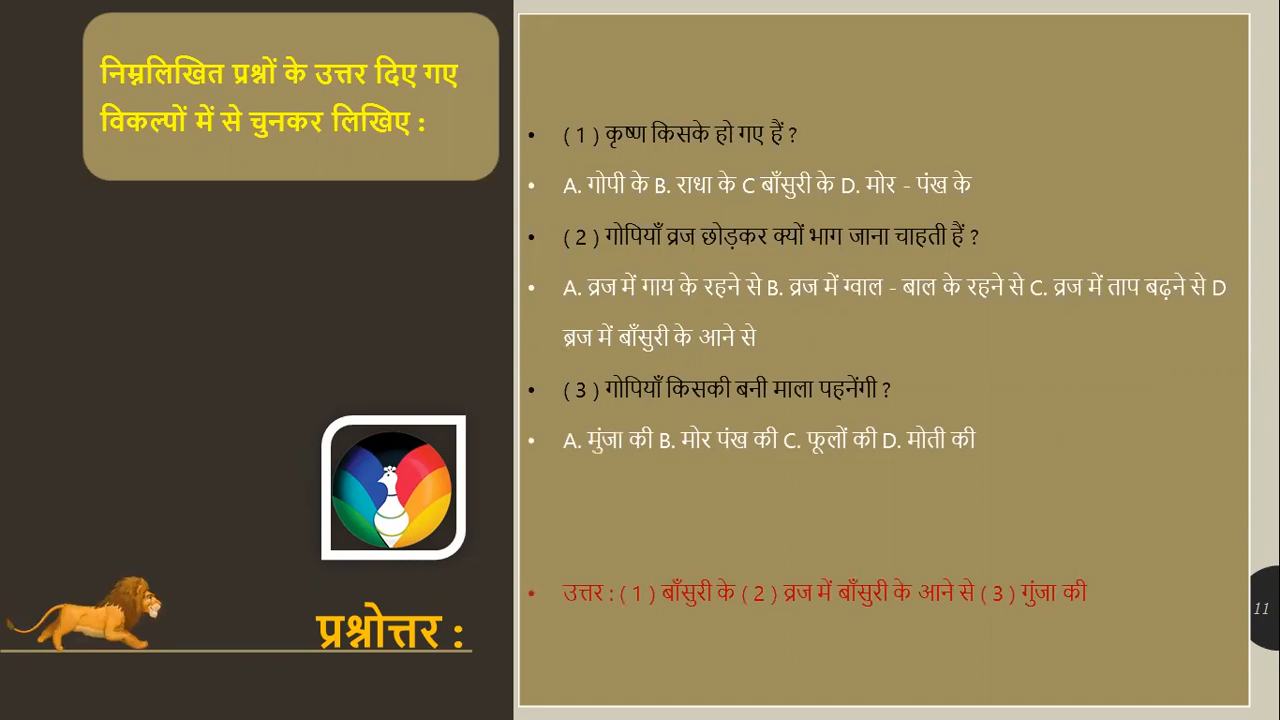 निम्नलिखित प्रश्नों के उत्तर दिए गए
विकल्पों में से चुनकर लिखिए :
• ( 1 ) कृष्ण किसके हो गए हैं ?
• A. गोपी के B. राधा के C बाँसुरी के D. मोर - पंख के
• ( 2 ) गोपियाँ व्रज छोड़कर क्यों भाग जाना चाहती हैं ?
• A. व्रज में गाय के रहने से B. व्रज में ग्वाल - बाल के रहने से C. व्रज में ताप बढ़ने से D
ब्रज में बाँसुरी के आने से
• ( 3 ) गोपियाँ किसकी बनी माला पहनेंगी ?
• A. मुंजा की B. मोर पंख की C. फूलों की D. मोती की
• उत्तर : ( 1 ) बाँसुरी के ( 2 ) व्रज में बाँसुरी के आने से ( 3 ) गुंजा की
प्रश्नोत्तर :
11